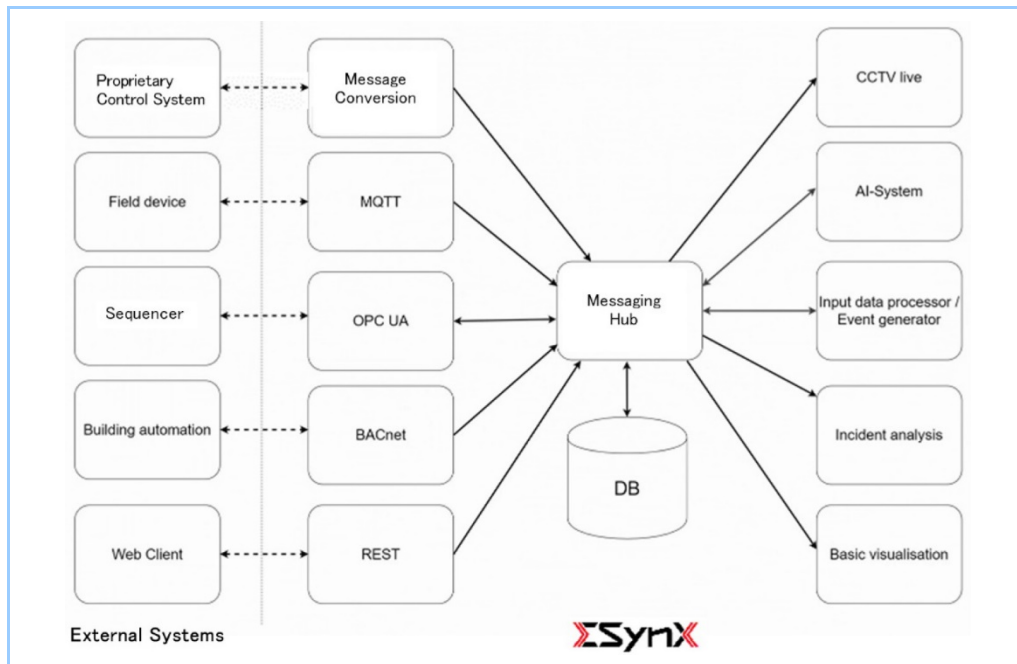 Proprietary
Control System
Message
Conversion
CCTV live
Field device
MQTT
AI-System
Sequencer
OPC UA
Messaging
Hub
Input data processor /
Event generator
Building automation
BACnet
DB
Incident analysis
Web Client
REST
Basic visualisation
External Systems
ΣSynX